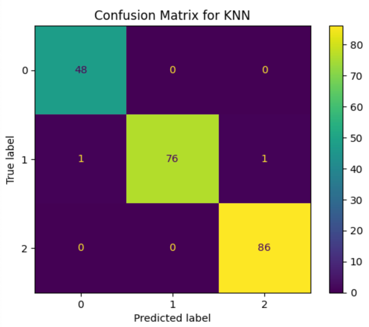 Confusion Matrix for KNN
True label
0 48 0 0
1 1 76 1
2 0 0 86
0 1 2
Predicted label
80
70
60
50
40
30
20
10
0